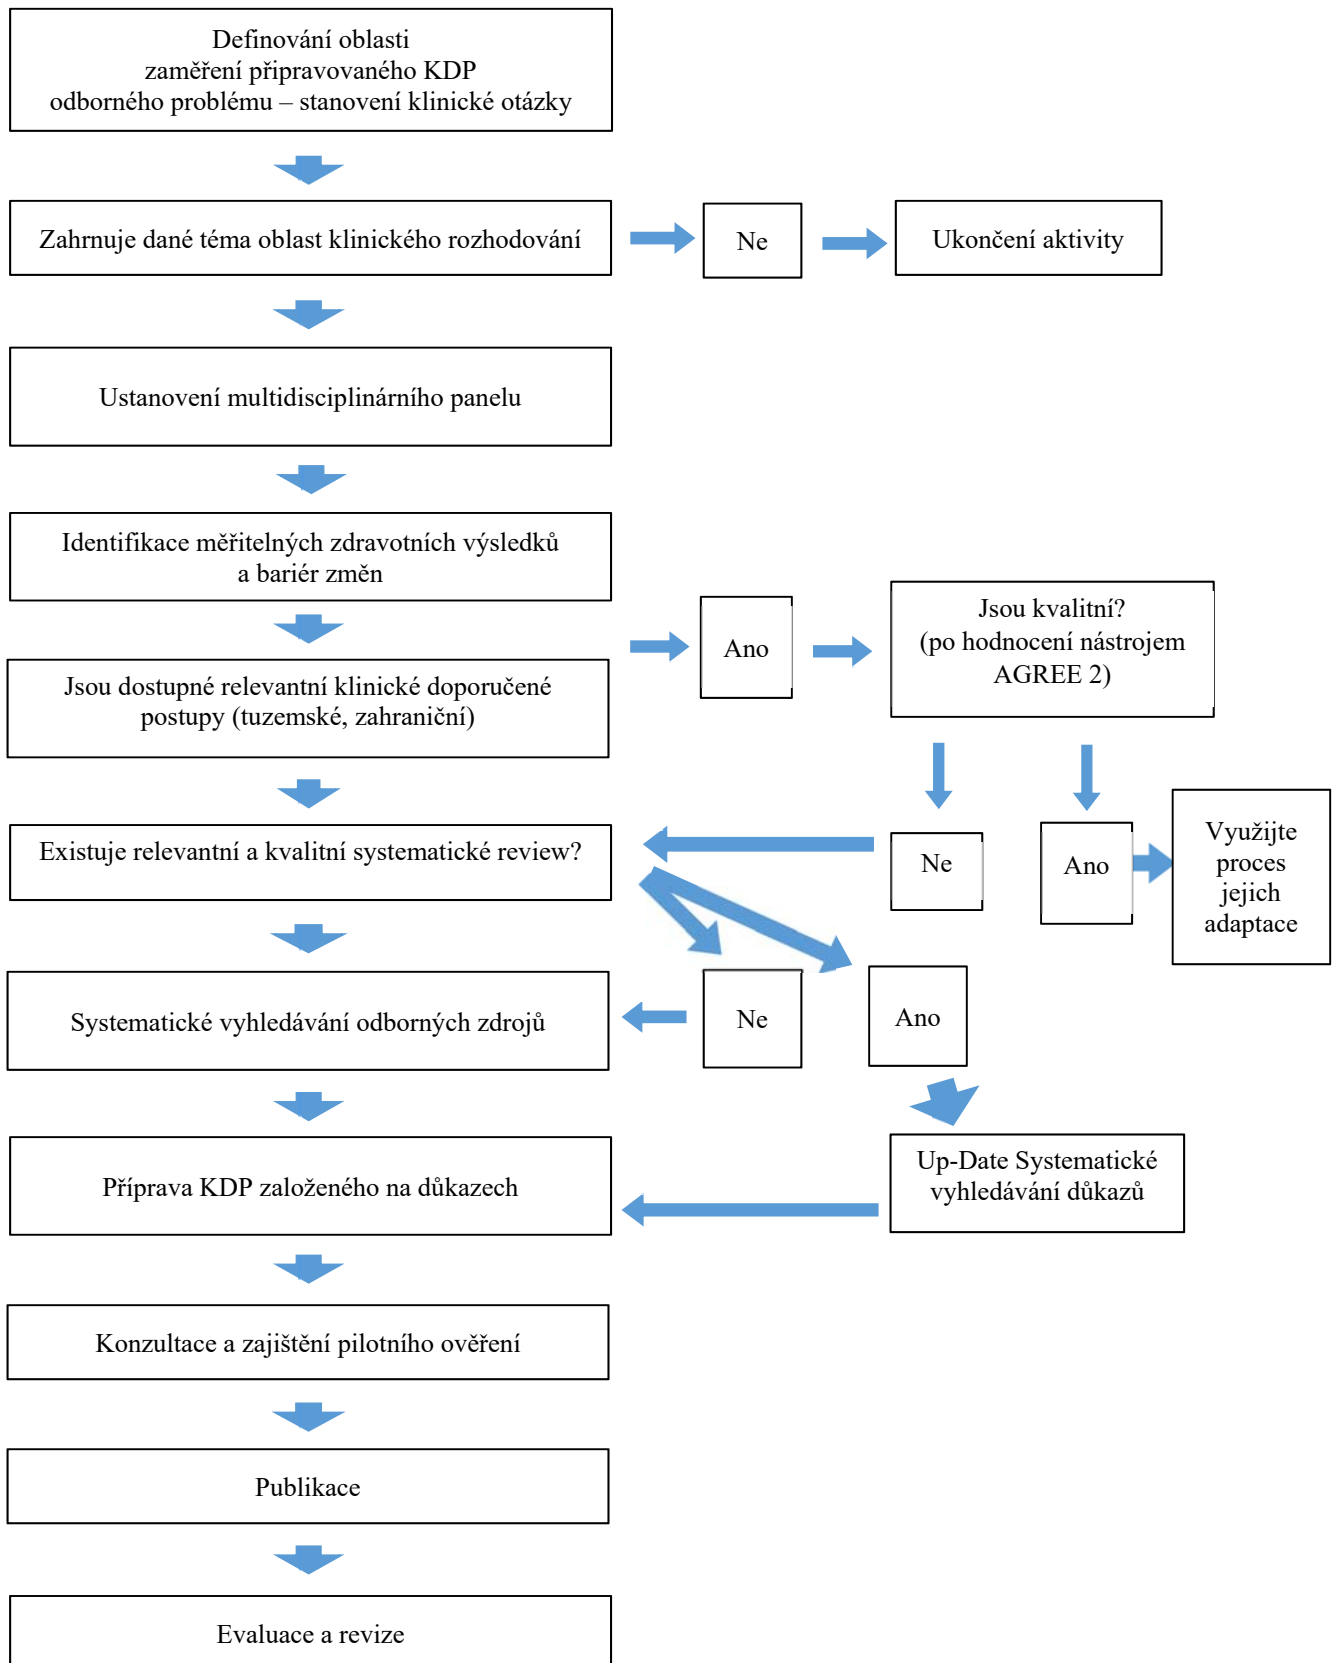 Definování oblasti
zaměření připravovaného KDP
odborného problému – stanovení klinické otázky
Zahrnuje dané téma oblast klinického rozhodování
Ne
Ukončení aktivity
Ustanovení multidisciplinárního panelu
Identifikace měřitelných zdravotních výsledků
a bariér změn
Ano
Jsou kvalitní?
(po hodnocení nástrojem
AGREE 2)
Jsou dostupné relevantní klinické doporučené
postupy (tuzemské, zahraniční)
Existuje relevantní a kvalitní systematické review?
Ne
Ano
Využijte
proces
jejich
adaptace
Systematické vyhledávání odborných zdrojů
Ne
Ano
Příprava KDP založeného na důkazech
Up-Date Systematické
vyhledávání důkazů
Konzultace a zajištění pilotního ověření
Publikace
Evaluace a revize